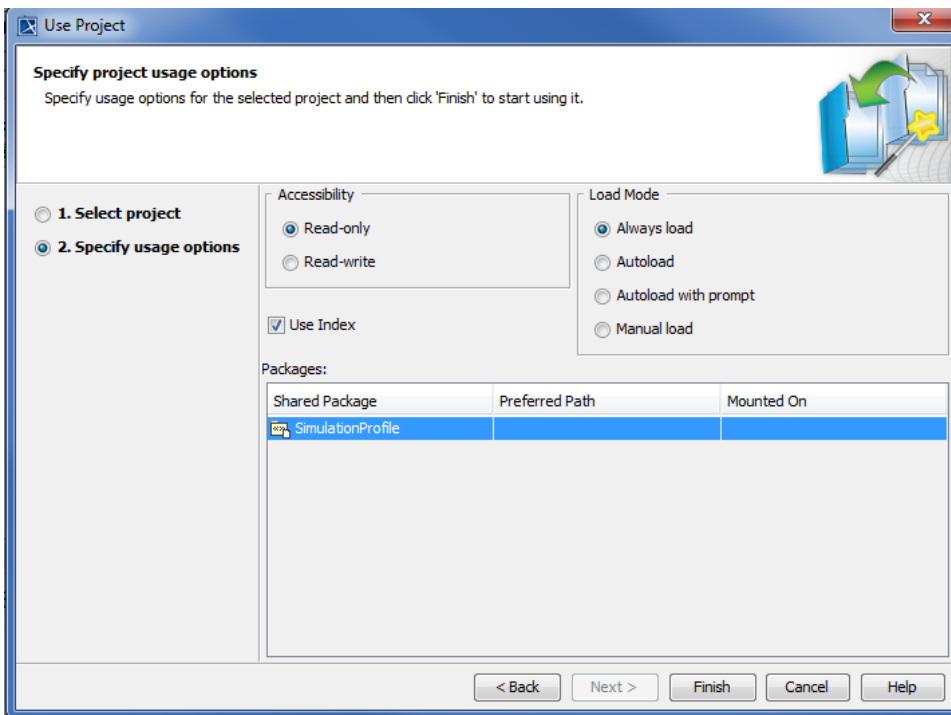 Use Project
Specify project usage options
Specify usage options for the selected project and then click 'Finish' to start using it.
1. Select project
2. Specify usage options
Accessibility
Read-only
Read-write
Load Mode
Always load
Autoload
Autoload with prompt
Manual load
Use Index
Packages:
Shared Package Preferred Path Mounted On
SimulationProfile
< Back Next > Finish Cancel Help